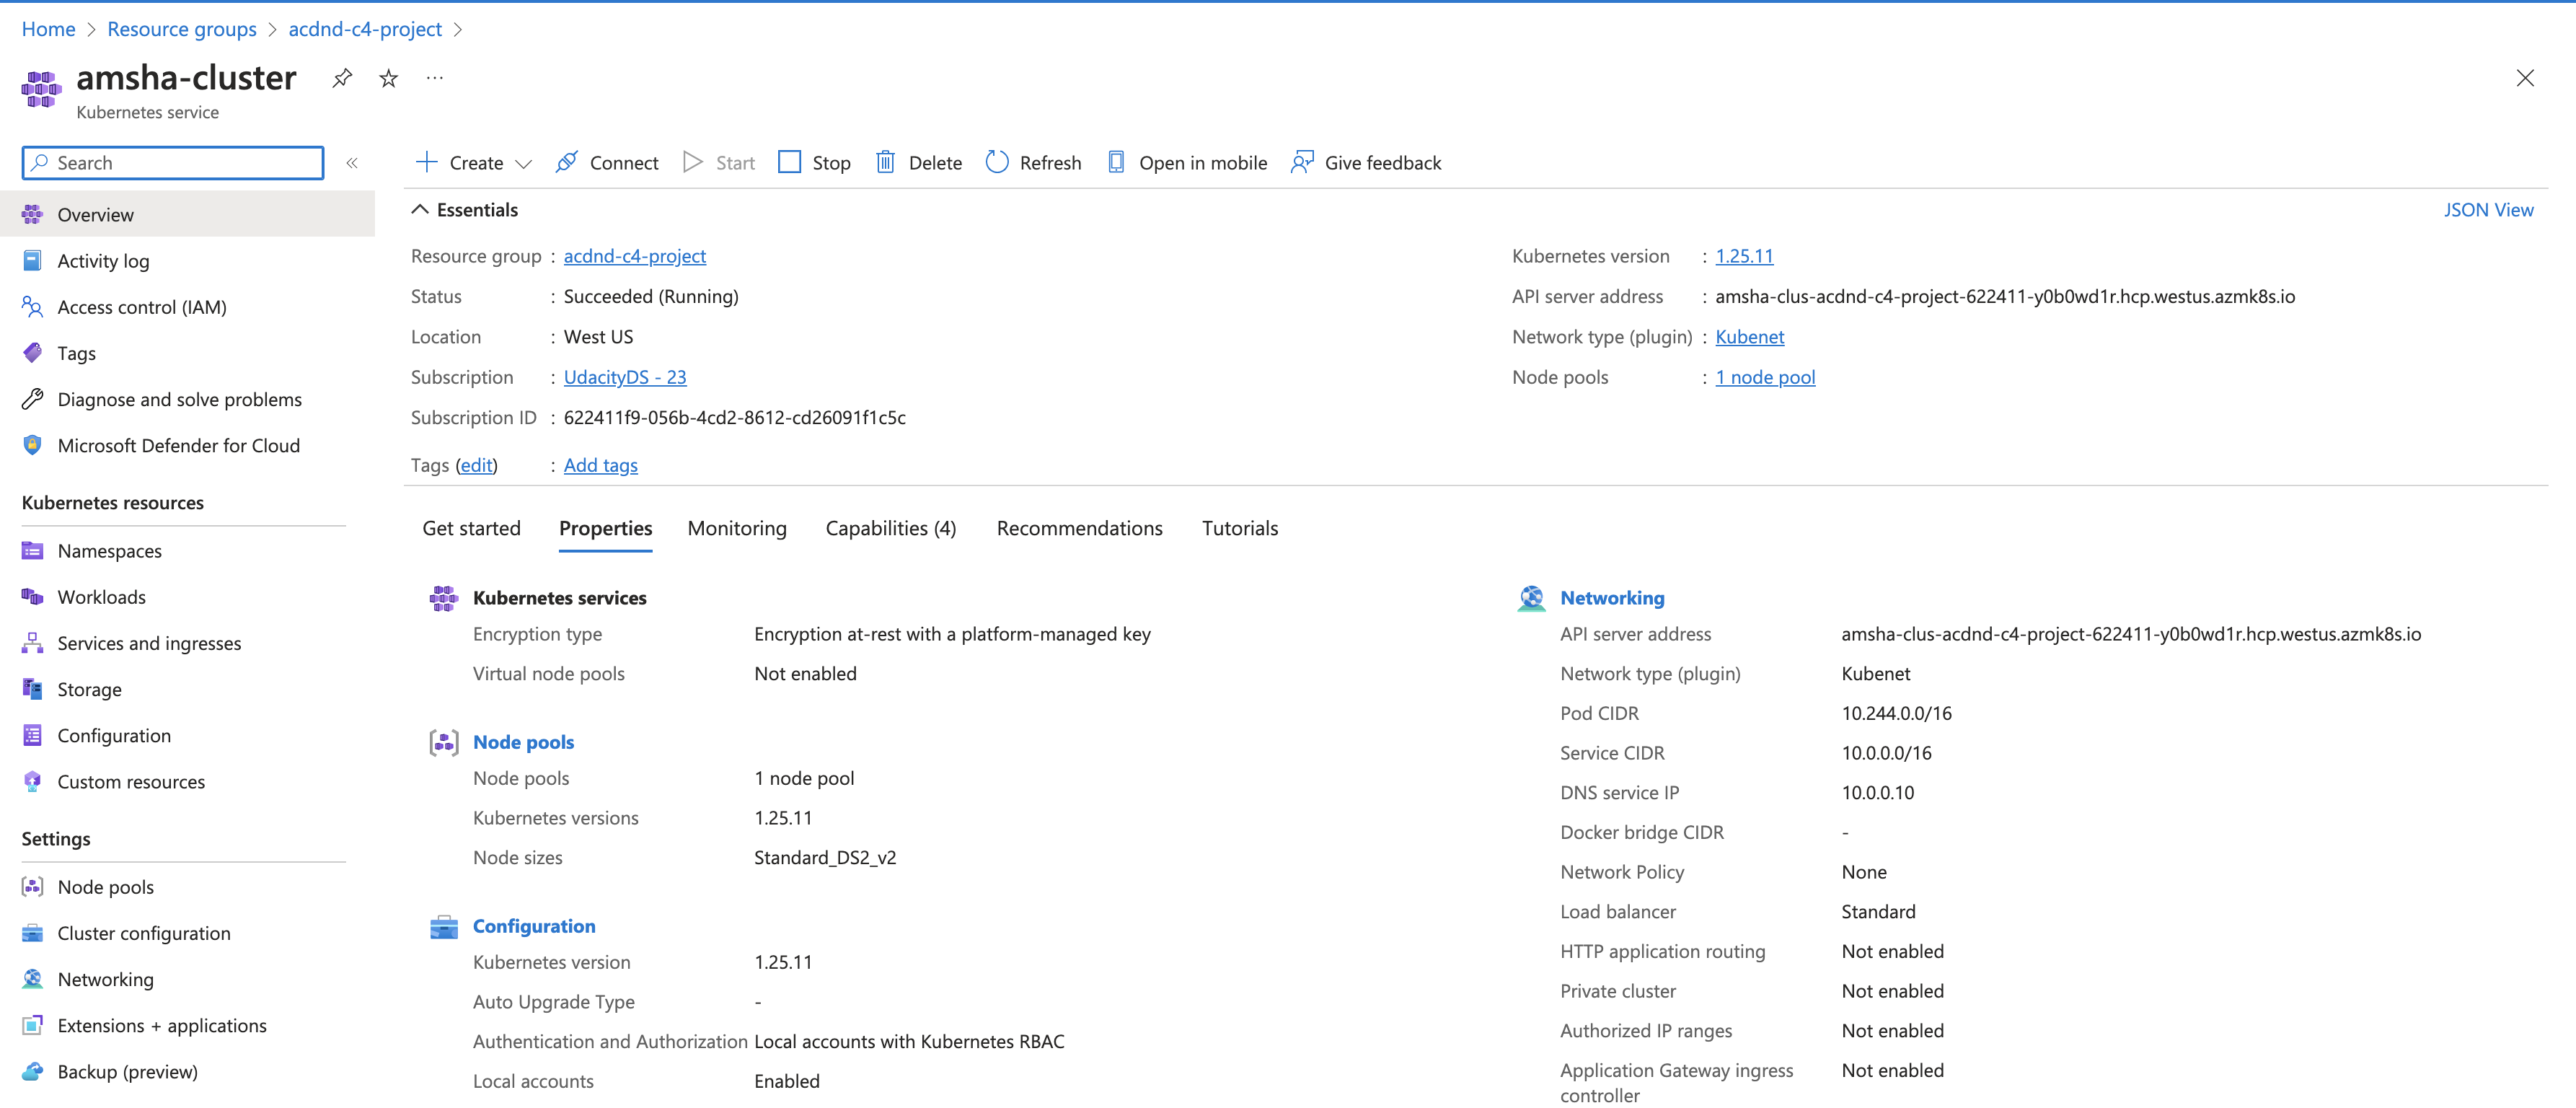 Home > Resource groups > acdnd-c4-project >
amsha-cluster
Kubernetes service
Search
Create
Connect
Start
Stop
Delete
Refresh
Open in mobile
Give feedback
Overview
Activity log
Access control (IAM)
Tags
Diagnose and solve problems
Microsoft Defender for Cloud
Kubernetes resources
Namespaces
Workloads
Services and ingresses
Storage
Configuration
Custom resources
Settings
Node pools
Cluster configuration
Networking
Extensions + applications
Backup (preview)
Essentials
JSON View
Resource group : acdnd-c4-project
Status : Succeeded (Running)
Location : West US
Subscription : UdacityDS - 23
Subscription ID : 622411f9-056b-4cd2-8612-cd26091f1c5c
Tags (edit) : Add tags
Kubernetes version : 1.25.11
API server address : amsha-clus-acdnd-c4-project-622411-y0b0wd1r.hcp.westus.azmk8s.io
Network type (plugin) : Kubenet
Node pools : 1 node pool
Get started
Properties
Monitoring
Capabilities (4)
Recommendations
Tutorials
Kubernetes services
Encryption type Encryption at-rest with a platform-managed key
Virtual node pools Not enabled
Node pools
Node pools 1 node pool
Kubernetes versions 1.25.11
Node sizes Standard_DS2_v2
Configuration
Kubernetes version 1.25.11
Auto Upgrade Type -
Authentication and Authorization Local accounts with Kubernetes RBAC
Local accounts Enabled
Networking
API server address amsha-clus-acdnd-c4-project-622411-y0b0wd1r.hcp.westus.azmk8s.io
Network type (plugin) Kubenet
Pod CIDR 10.244.0.0/16
Service CIDR 10.0.0.0/16
DNS service IP 10.0.0.10
Docker bridge CIDR -
Network Policy None
Load balancer Standard
HTTP application routing Not enabled
Private cluster Not enabled
Authorized IP ranges Not enabled
Application Gateway ingress Not enabled
controller